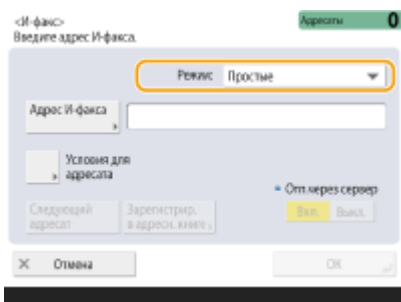 <И-факс>
Адресаты 0
Введите адрес И-факса.
Режим: Простые
Адрес И-факса
Условия для
адресата
Отп. через сервер
Следующий
адресат
Зарегистрир.
в адресн. книге
Вкл. Выкл.
× Отмена
OK